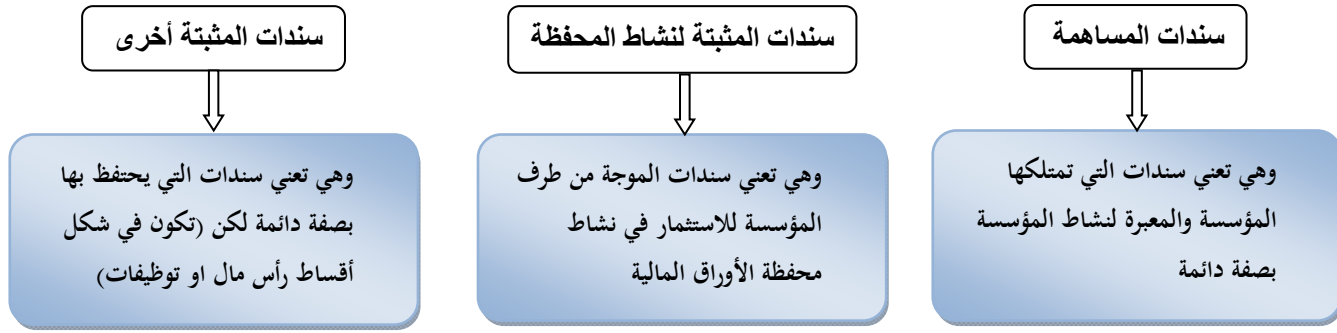 سندات المساهمة
وهي تعني سندات التي تمتلكها
المؤسسة والمعبرة لنشاط المؤسسة
بصفة دائمة
سندات المثبتة لنشاط المحفظة
وهي تعني سندات الموجة من طرف
المؤسسة للاستثمار في نشاط
محفظة الأوراق المالية
سندات المثبتة أخرى
وهي تعني سندات التي يحتفظ بها
بصفة دائمة لكن (تكون في شكل
أقساط رأس مال او توظيفات)